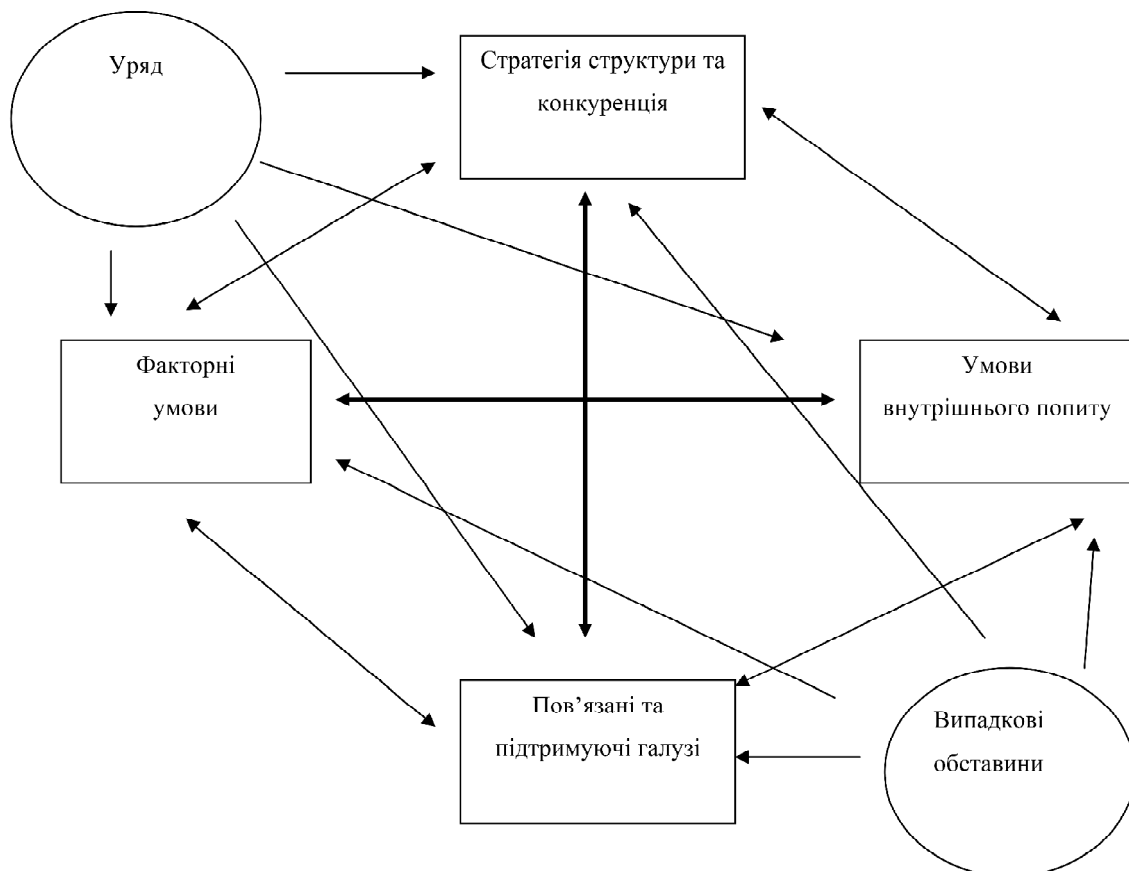 Уряд
Стратегія структури та
конкуренція
Факторні
умови
Умови
внутрішнього попиту
Пов’язані та
підтримуючі галузі
Випадкові
обставини